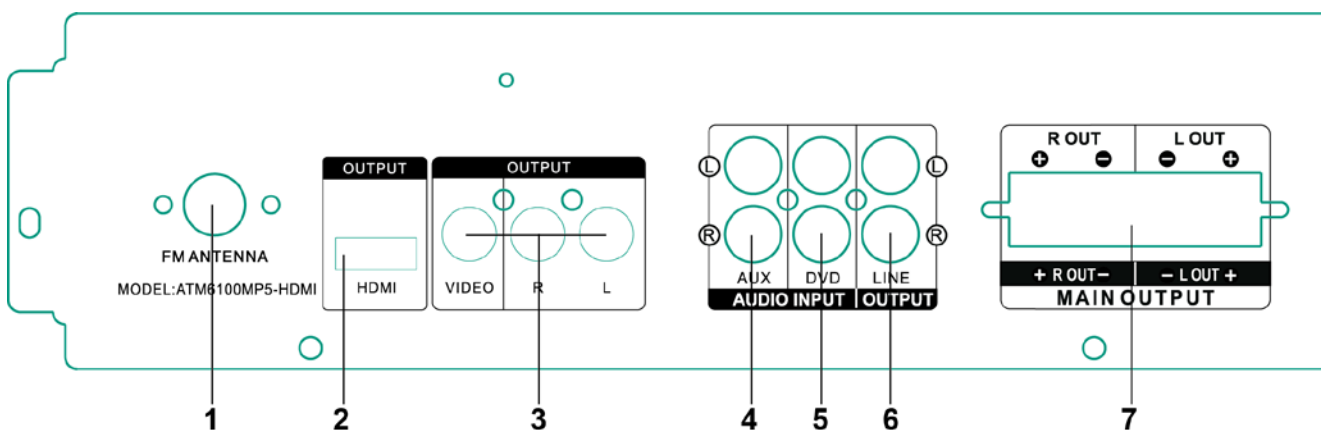 FM ANTENNA
MODEL:ATM6100MP5-HDMI
OUTPUT
HDMI
OUTPUT
VIDEO R L
L L
R R
AUX DVD LINE
AUDIO INPUT OUTPUT
R OUT L OUT
+ - - +
+ R OUT - - L OUT +
MAIN OUTPUT
1 2 3 4 5 6 7